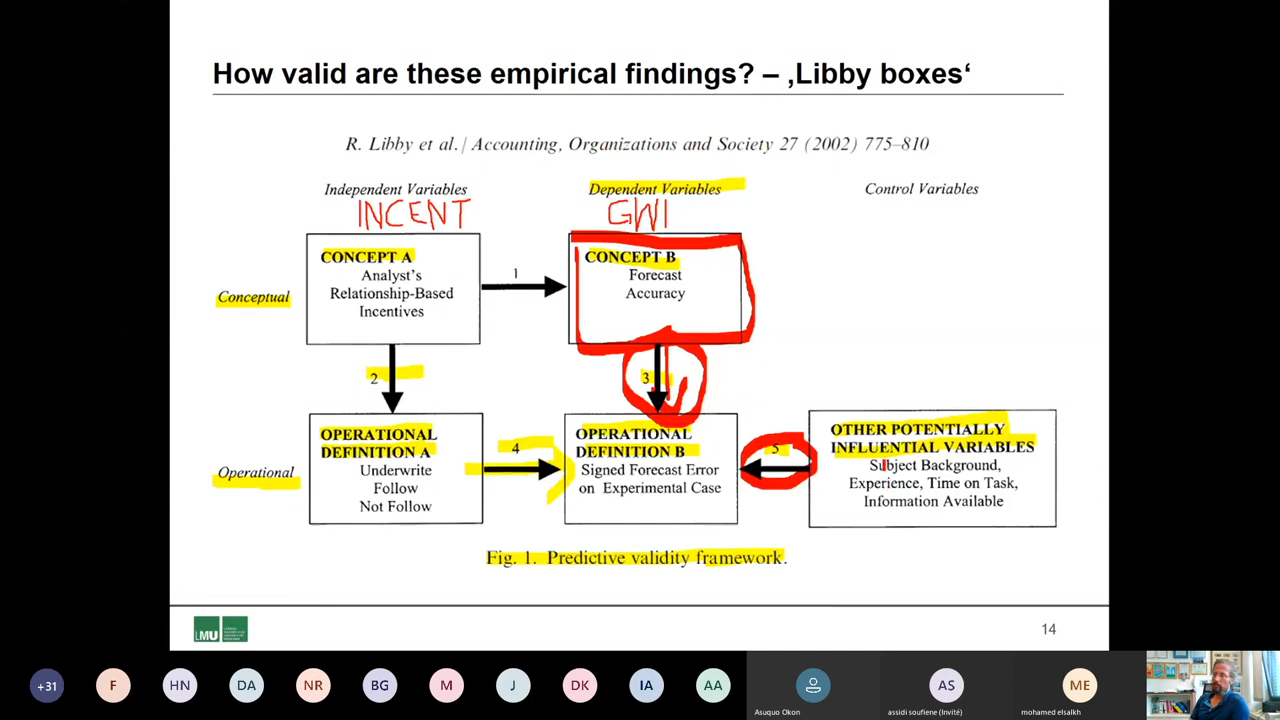 How valid are these empirical findings? – ‚Libby boxes‘
R. Libby et al. / Accounting, Organizations and Society 27 (2002) 775–810
Independent Variables
Dependent Variables
Control Variables
INCENT
GWI
CONCEPT A
Analyst's
Relationship-Based
Incentives
1
CONCEPT B
Forecast
Accuracy
Conceptual
2
3
OPERATIONAL
DEFINITION A
Underwrite
Follow
Not Follow
4
OPERATIONAL
DEFINITION B
Signed Forecast Error
on Experimental Case
5
OTHER POTENTIALLY
INFLUENTIAL VARIABLES
Subject Background,
Experience, Time on Task,
Information Available
Operational
Fig. 1. Predictive validity framework.
LMU
14
+31
F
HN
DA
NR
BG
M
J
DK
IA
AA
Asuquo Okon
AS
assidi soufiene (Invité)
ME
mohamed elsalkh